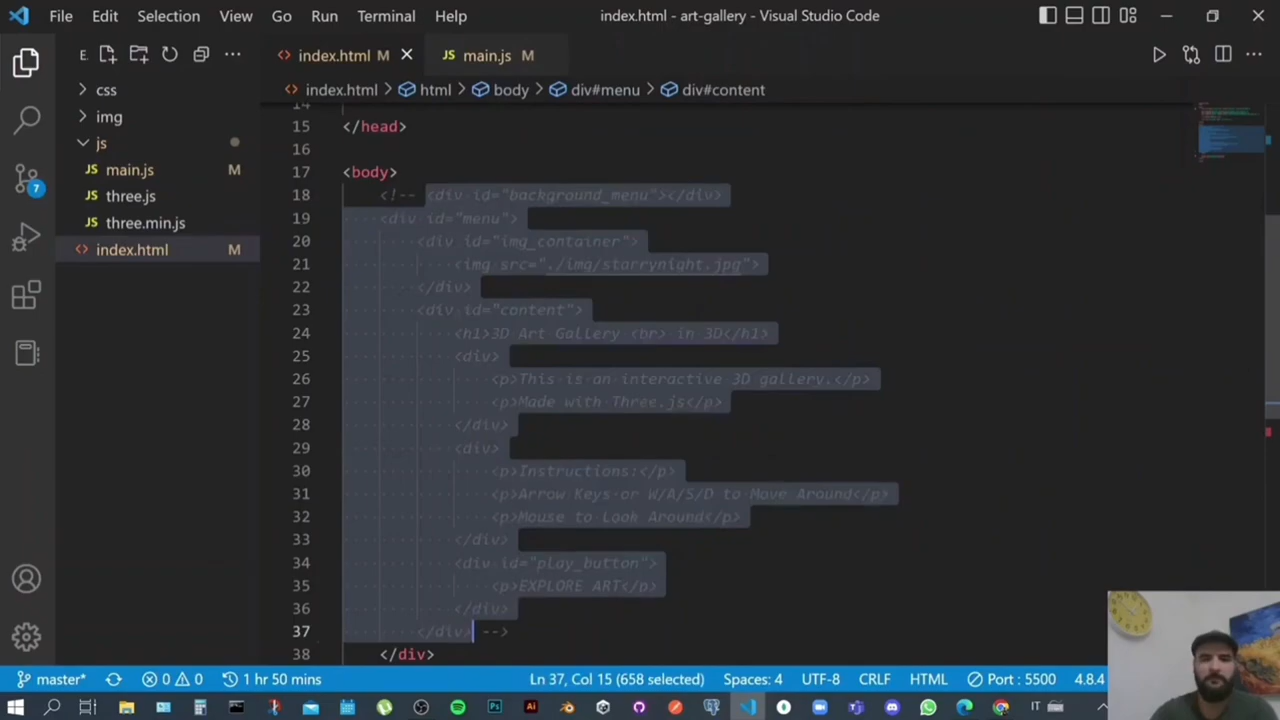 File Edit Selection View Go Run Terminal Help
index.html - art-gallery - Visual Studio Code
E.
index.html M
main.js M
index.html > html > body > div#menu > div#content
css
img
js
main.js M
three.js
three.min.js
index.html M
7
14
15 </head>
16
17 <body>
18 <!-- <div id="background_menu"></div>
19 <div id="menu">
20 <div id="img_container">
21 <img src="./img/starrynight.jpg">
22 </div>
23 <div id="content">
24 <h1>3D Art Gallery <br> in 3D</h1>
25 <div>
26 <p>This is an interactive 3D gallery.</p>
27 <p>Made with Three.js</p>
28 </div>
29 <div>
30 <p>Instructions:</p>
31 <p>Arrow Keys or W/A/S/D to Move Around</p>
32 <p>Mouse to Look Around</p>
33 </div>
34 <div id="play_button">
35 <p>EXPLORE ART</p>
36 </div>
37 </div> -->
38 </div>
master* 0 0 1 hr 50 mins Ln 37, Col 15 (658 selected) Spaces: 4 UTF-8 CRLF HTML Port : 5500 4.8.4
Ps Ai IT